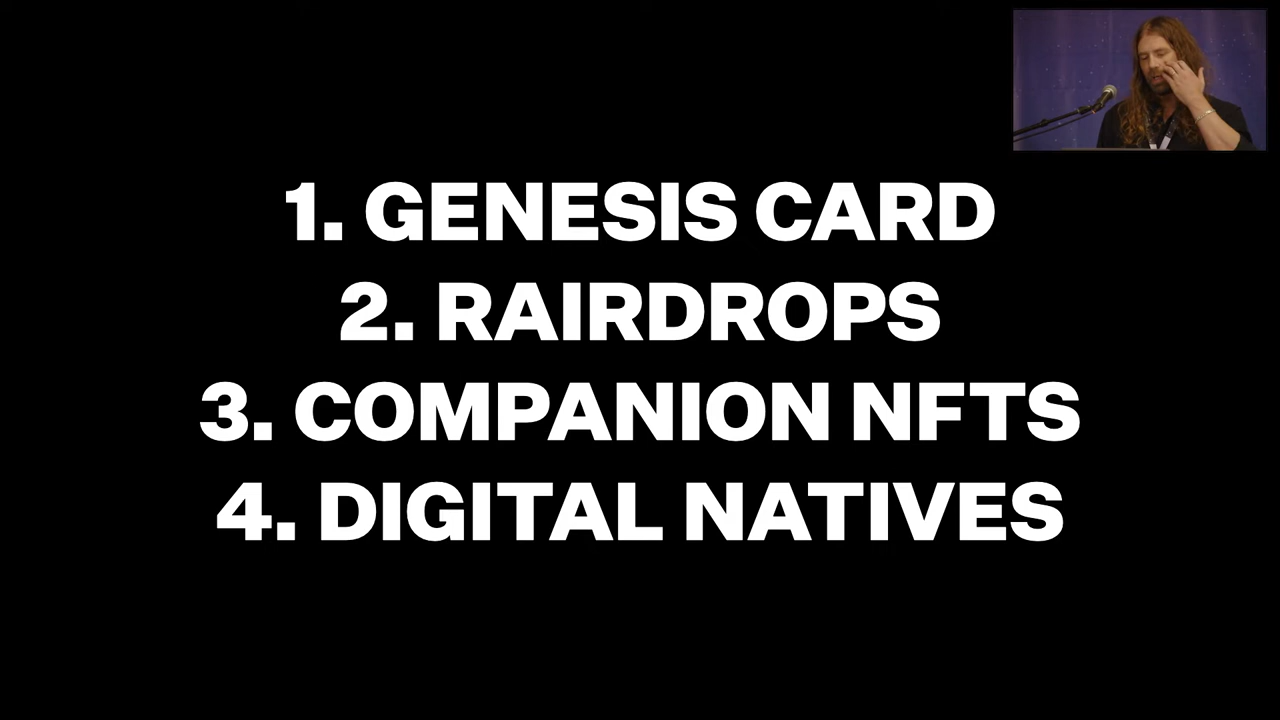 1. GENESIS CARD
2. RAIRDROPS
3. COMPANION NFTS
4. DIGITAL NATIVES